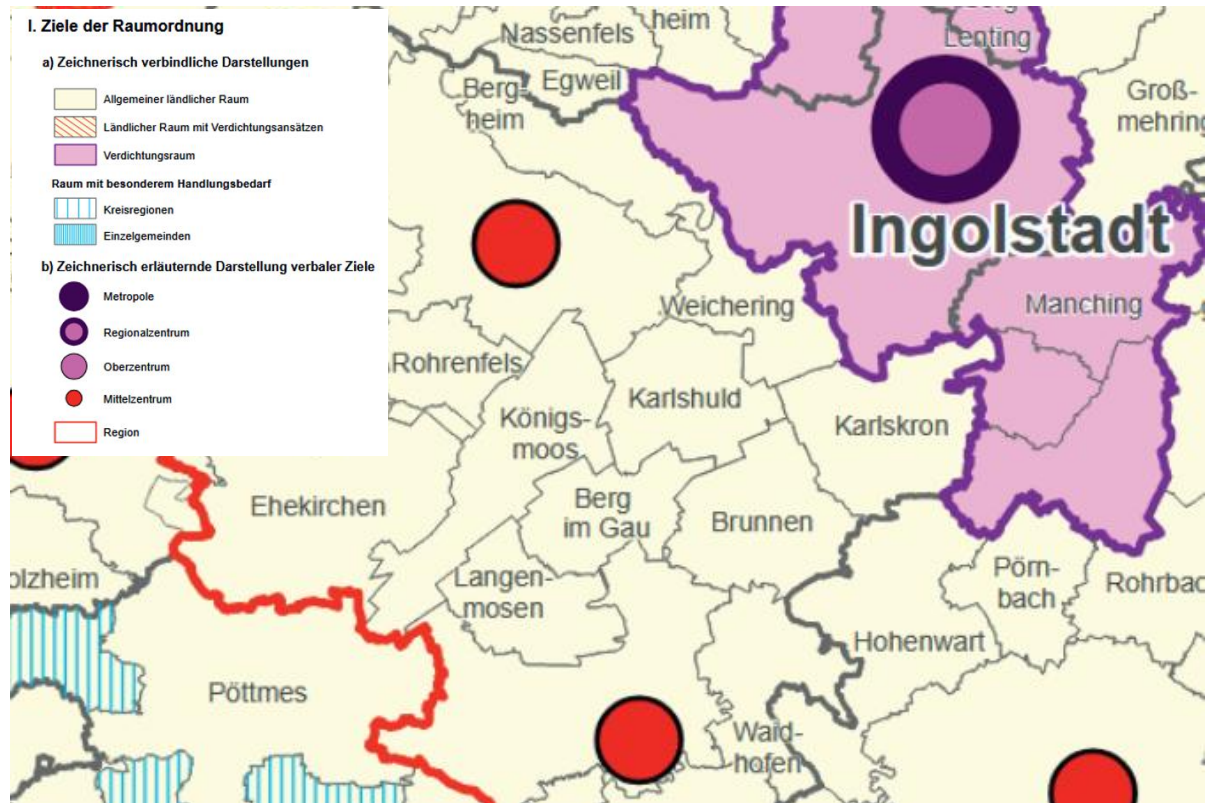 I. Ziele der Raumordnung
a) Zeichnerisch verbindliche Darstellungen
Allgemeiner ländlicher Raum
Ländlicher Raum mit Verdichtungsansätzen
Verdichtungsraum
Raum mit besonderem Handlungsbedarf
Kreisregionen
Einzelgemeinden
b) Zeichnerisch erläuternde Darstellung verbaler Ziele
Metropole
Regionalzentrum
Oberzentrum
Mittelzentrum
Region
Nassenfels
heim
Lenting
Egweil
Berg-
heim
Groß-
mehring
Ingolstadt
Weichering
Manching
Rohrenfels
Karlshuld
Königs-
moos
Karlskron
Ehekirchen
Berg
im Gau
Brunnen
olzheim
Langen-
mosen
Pörn-
bach
Rohrbac
Hohenwart
Pöttmes
Waid-
hofen